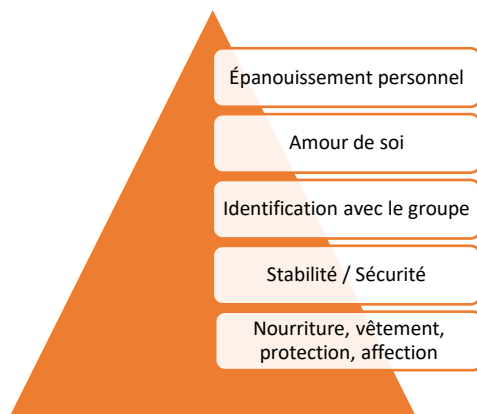 Épanouissement personnel
Amour de soi
Identification avec le groupe
Stabilité / Sécurité
Nourriture, vêtement,
protection, affection